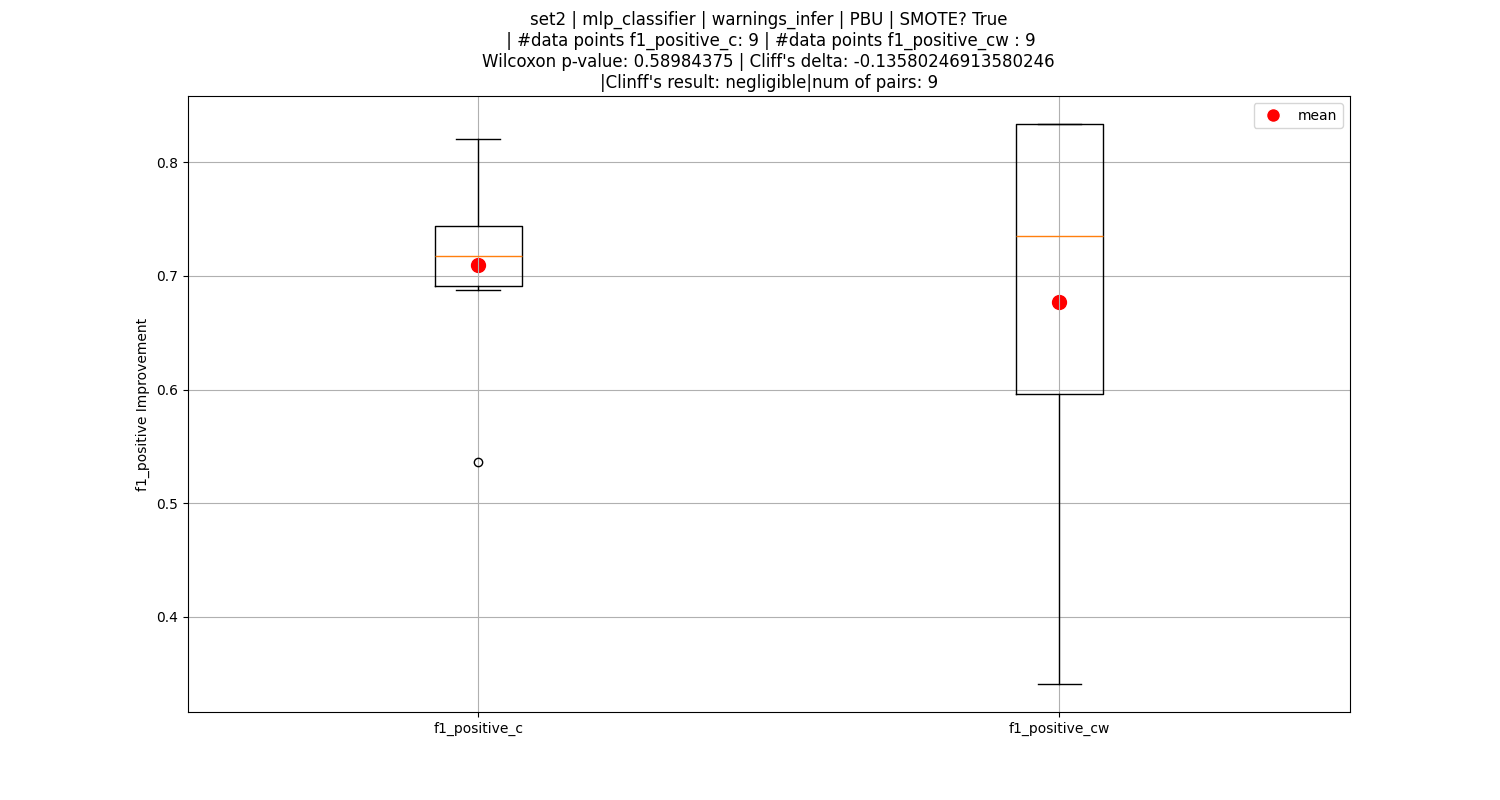 set2 | mlp_classifier | warnings_infer | PBU | SMOTE? True
| #data points f1_positive_c: 9 | #data points f1_positive_cw : 9
Wilcoxon p-value: 0.58984375 | Cliff's delta: -0.13580246913580246
|Clinff's result: negligible|num of pairs: 9
mean
0.8
0.7
0.6
0.5
0.4
f1_positive Improvement
f1_positive_c
f1_positive_cw